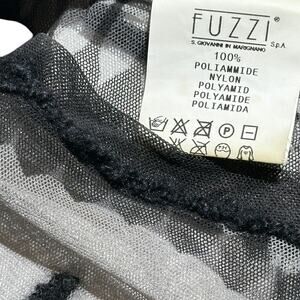 FUZZI®
S.p.A
S. GIOVANNI IN MARIGNANO
100%
POLIAMMIDE
NYLON
POLYAMID
POLYAMIDE
POLIAMIDA